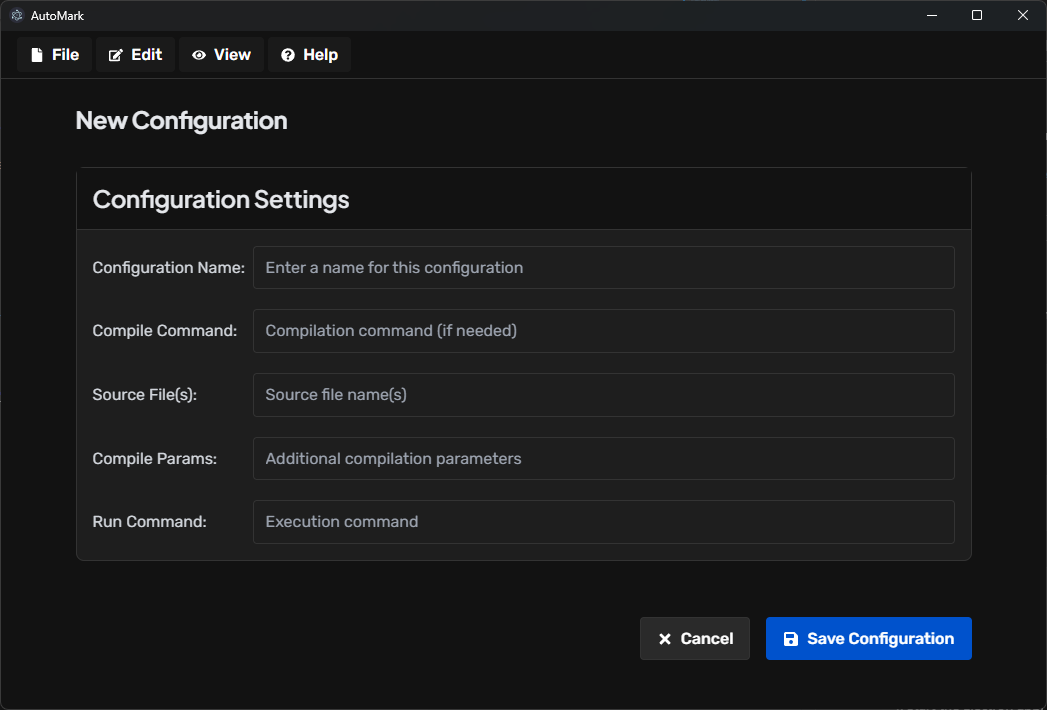 AutoMark
File Edit View Help
New Configuration
Configuration Settings
Configuration Name: Enter a name for this configuration
Compile Command: Compilation command (if needed)
Source File(s): Source file name(s)
Compile Params: Additional compilation parameters
Run Command: Execution command
Cancel Save Configuration